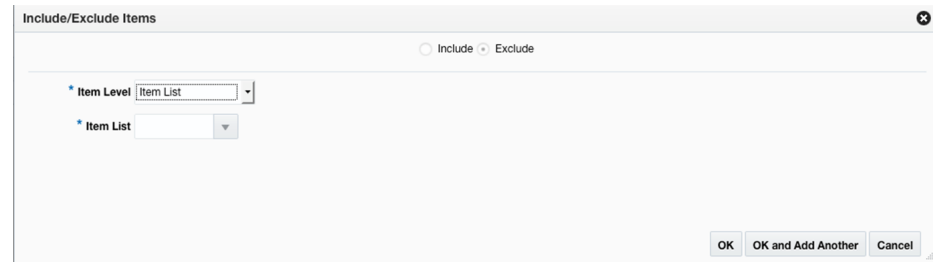 Include/Exclude Items
Include Exclude
* Item Level Item List
* Item List
OK OK and Add Another Cancel